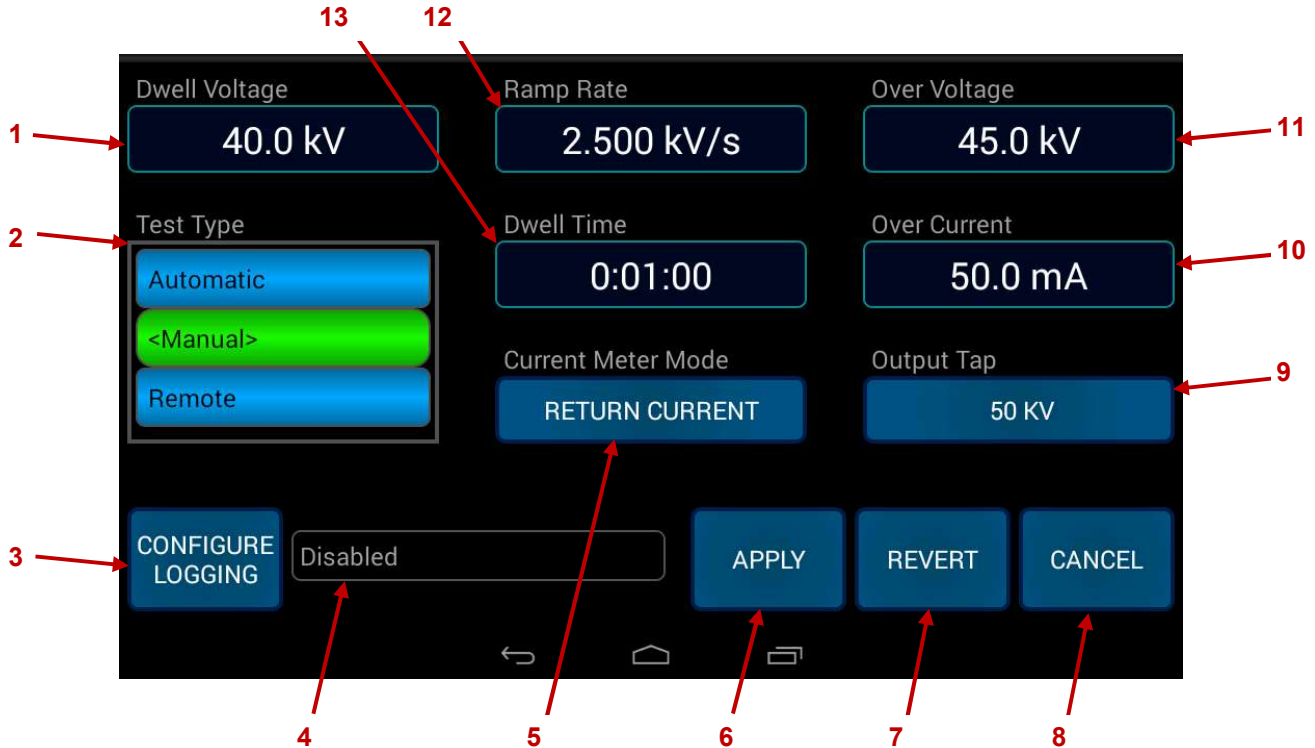 13
12
Dwell Voltage
Ramp Rate
Over Voltage
1
40.0 kV
2.500 kV/s
45.0 kV
11
Test Type
Dwell Time
Over Current
2
Automatic
0:01:00
50.0 mA
10
<Manual>
Current Meter Mode
Output Tap
9
Remote
RETURN CURRENT
50 KV
3
CONFIGURE
LOGGING
Disabled
APPLY
REVERT
CANCEL
4
5
6
7
8